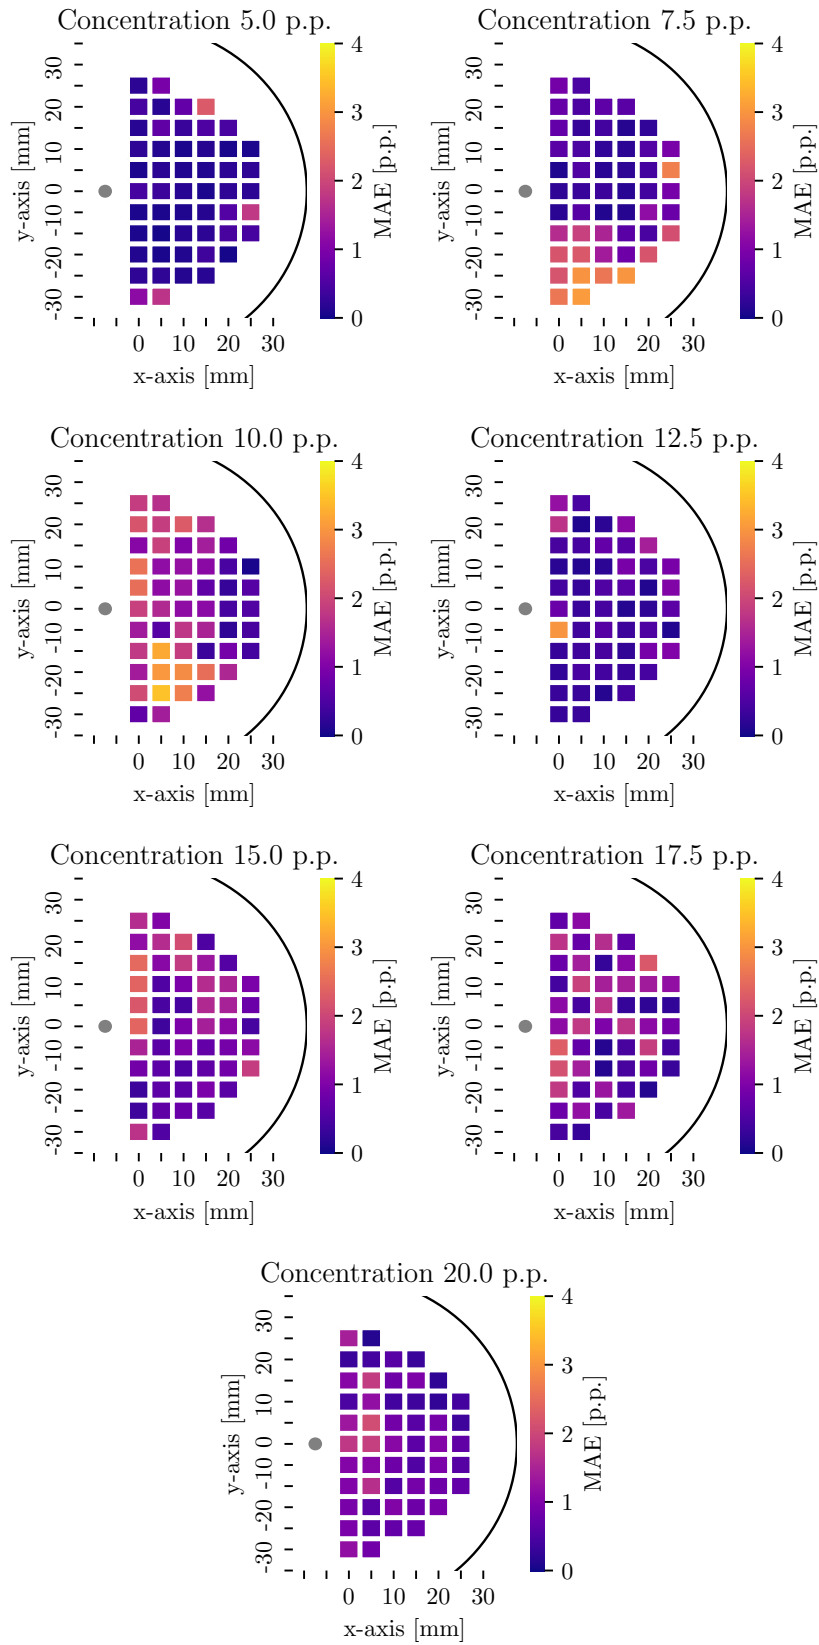 Concentration 5.0 p.p.
y-axis [mm]
30
20
10
0
-10
-20
-30
0 10 20 30
x-axis [mm]
4
3
2
1
0
MAE [p.p.]
Concentration 7.5 p.p.
y-axis [mm]
30
20
10
0
-10
-20
-30
0 10 20 30
x-axis [mm]
4
3
2
1
0
MAE [p.p.]
Concentration 10.0 p.p.
y-axis [mm]
30
20
10
0
-10
-20
-30
0 10 20 30
x-axis [mm]
4
3
2
1
0
MAE [p.p.]
Concentration 12.5 p.p.
y-axis [mm]
30
20
10
0
-10
-20
-30
0 10 20 30
x-axis [mm]
4
3
2
1
0
MAE [p.p.]
Concentration 15.0 p.p.
y-axis [mm]
30
20
10
0
-10
-20
-30
0 10 20 30
x-axis [mm]
4
3
2
1
0
MAE [p.p.]
Concentration 17.5 p.p.
y-axis [mm]
30
20
10
0
-10
-20
-30
0 10 20 30
x-axis [mm]
4
3
2
1
0
MAE [p.p.]
Concentration 20.0 p.p.
y-axis [mm]
30
20
10
0
-10
-20
-30
0 10 20 30
x-axis [mm]
4
3
2
1
0
MAE [p.p.]